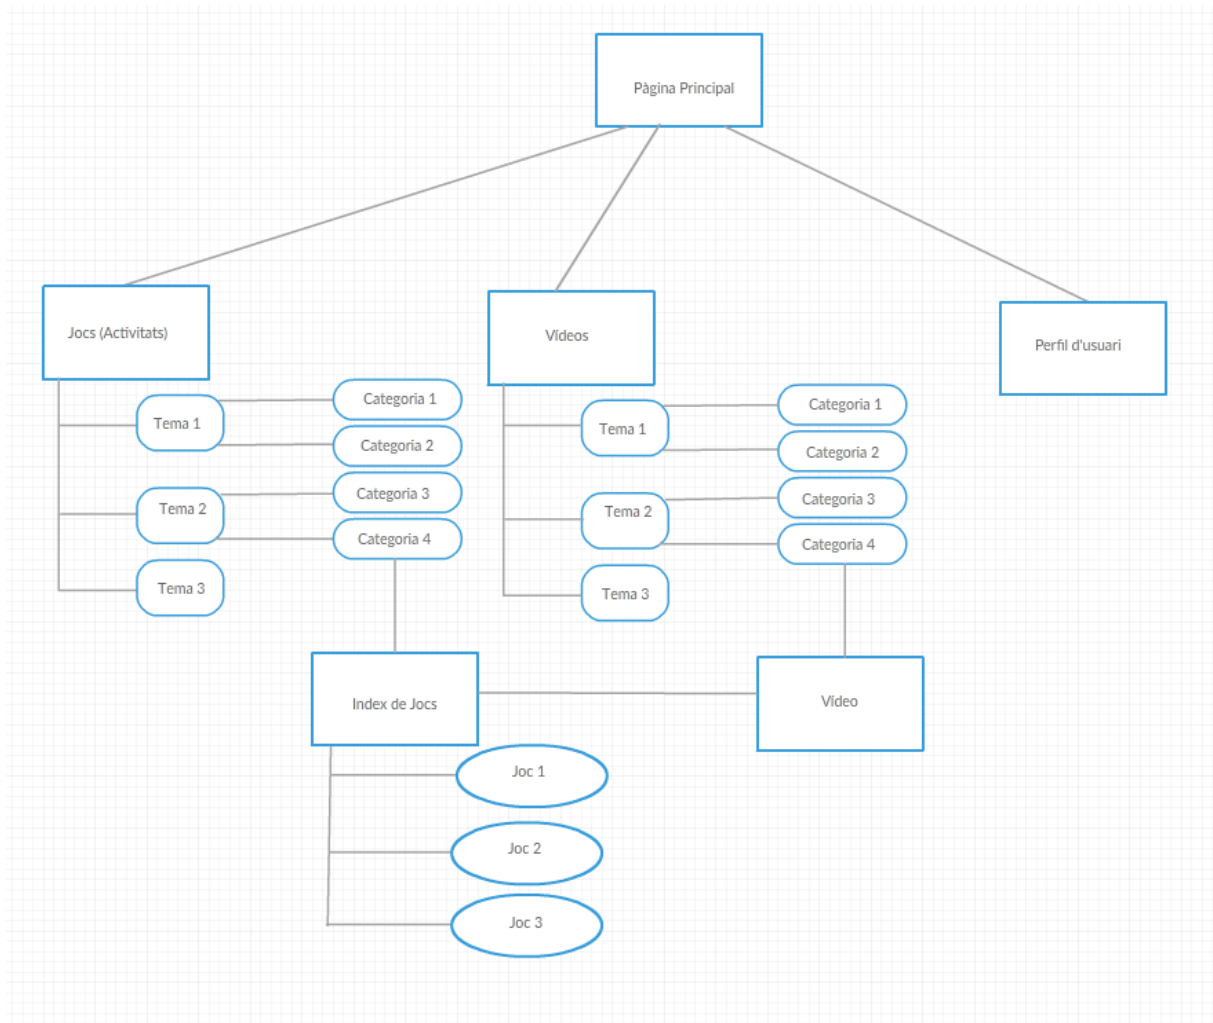 Pàgina Principal
Jocs (Activitats)
Vídeos
Perfil d'usuari
Tema 1
Categoria 1
Categoria 2
Tema 2
Categoria 3
Categoria 4
Tema 3
Tema 1
Categoria 1
Categoria 2
Tema 2
Categoria 3
Categoria 4
Tema 3
Index de Jocs
Vídeo
Joc 1
Joc 2
Joc 3